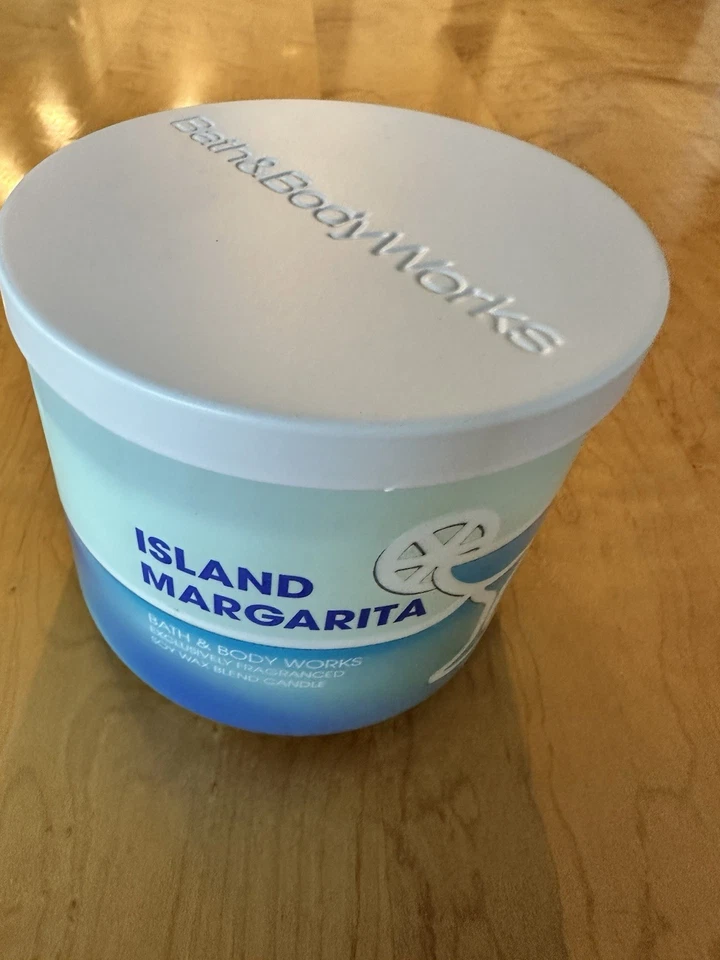 Bath&BodyWorks
ISLAND
MARGARITA
BATH & BODY WORKS
EXCLUSIVELY FRAGRANCED
SOY WAX BLEND CANDLE